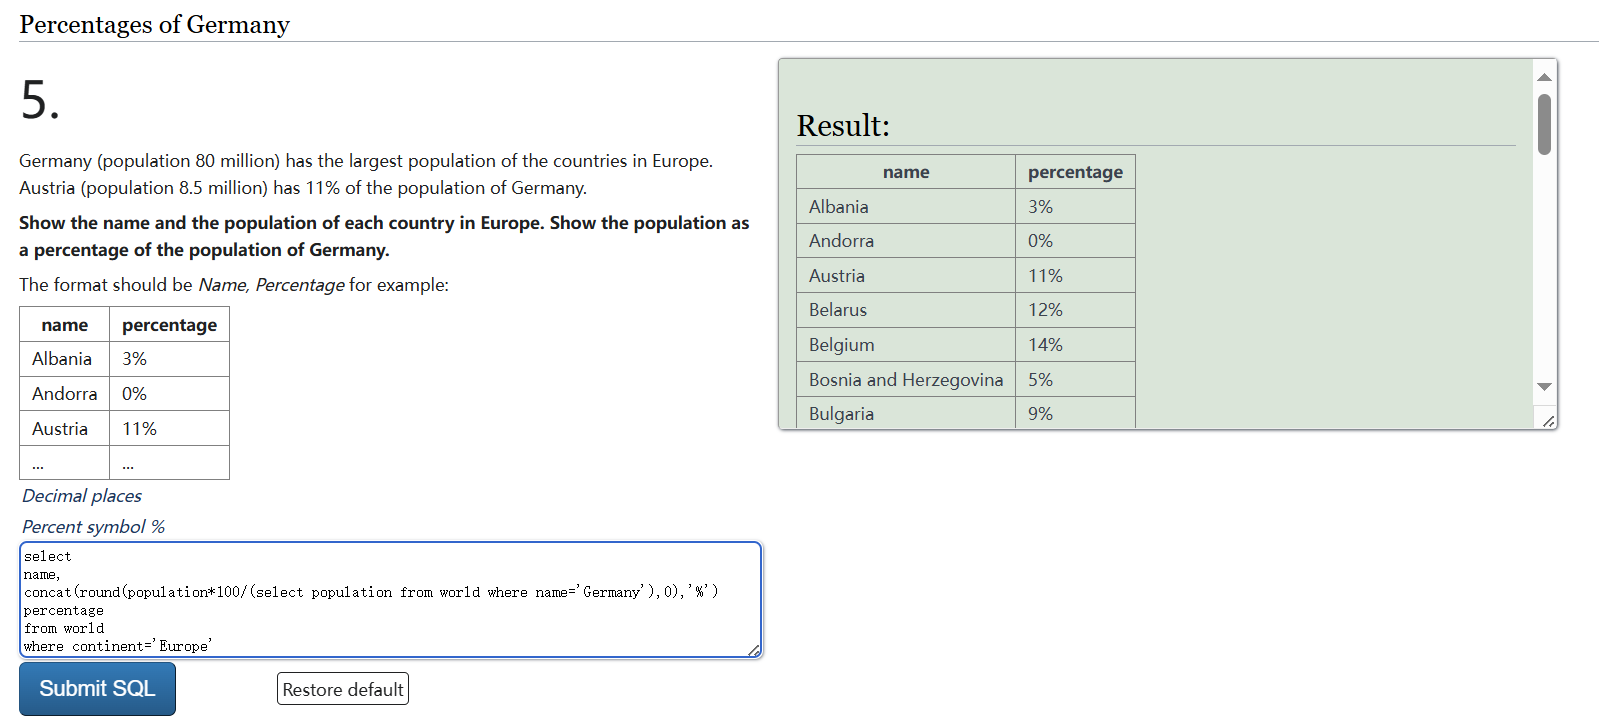 Percentages of Germany
5.
Germany (population 80 million) has the largest population of the countries in Europe.
Austria (population 8.5 million) has 11% of the population of Germany.
Show the name and the population of each country in Europe. Show the population as
a percentage of the population of Germany.
The format should be Name, Percentage for example:
name percentage
Albania 3%
Andorra 0%
Austria 11%
... ...
Decimal places
Percent symbol %
select
name,
concat(round(population*100/(select population from world where name='Germany'),0),'%')
percentage
from world
where continent='Europe'
Submit SQL
Restore default
Result:
name percentage
Albania 3%
Andorra 0%
Austria 11%
Belarus 12%
Belgium 14%
Bosnia and Herzegovina 5%
Bulgaria 9%